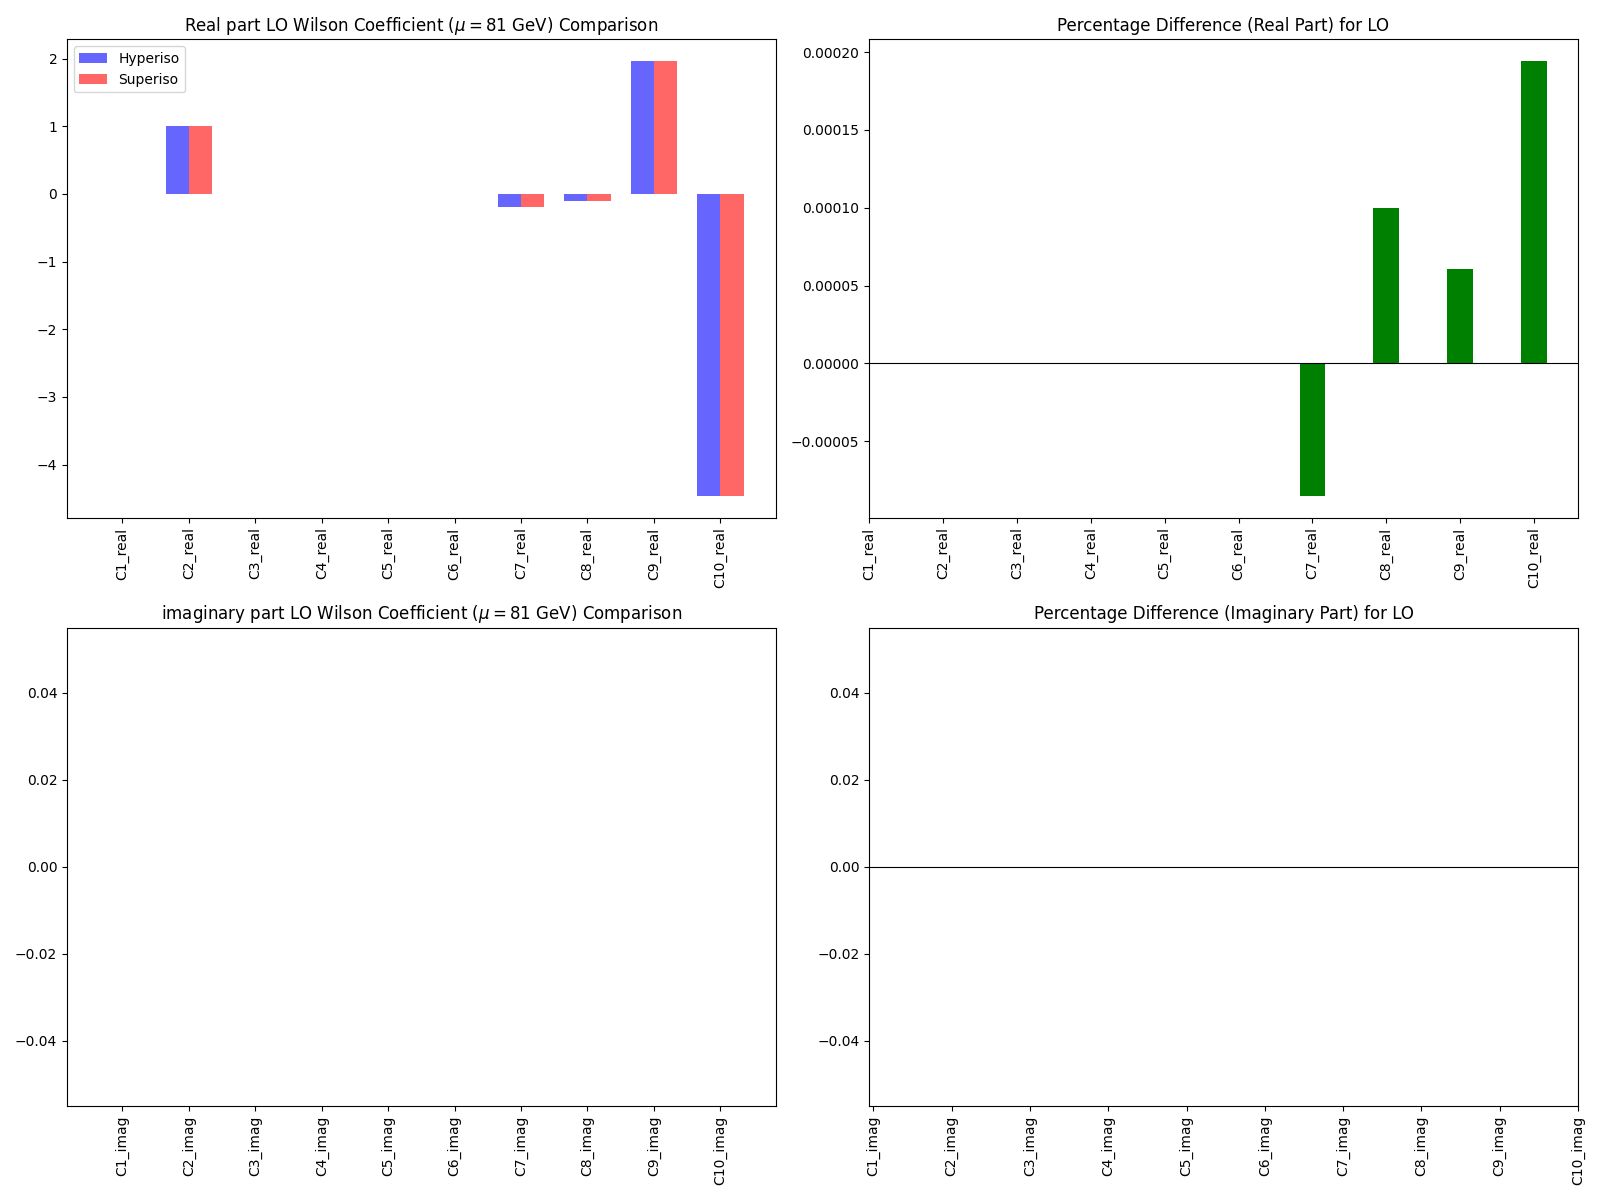 Real part LO Wilson Coefficient (μ = 81 GeV) Comparison
Hyperiso
Superiso
2
1
0
−1
−2
−3
−4
C1_real
C2_real
C3_real
C4_real
C5_real
C6_real
C7_real
C8_real
C9_real
C10_real
Percentage Difference (Real Part) for LO
0.00020
0.00015
0.00010
0.00005
0.00000
−0.00005
C1_real
C2_real
C3_real
C4_real
C5_real
C6_real
C7_real
C8_real
C9_real
C10_real
imaginary part LO Wilson Coefficient (μ = 81 GeV) Comparison
0.04
0.02
0.00
−0.02
−0.04
C1_imag
C2_imag
C3_imag
C4_imag
C5_imag
C6_imag
C7_imag
C8_imag
C9_imag
C10_imag
Percentage Difference (Imaginary Part) for LO
0.04
0.02
0.00
−0.02
−0.04
C1_imag
C2_imag
C3_imag
C4_imag
C5_imag
C6_imag
C7_imag
C8_imag
C9_imag
C10_imag